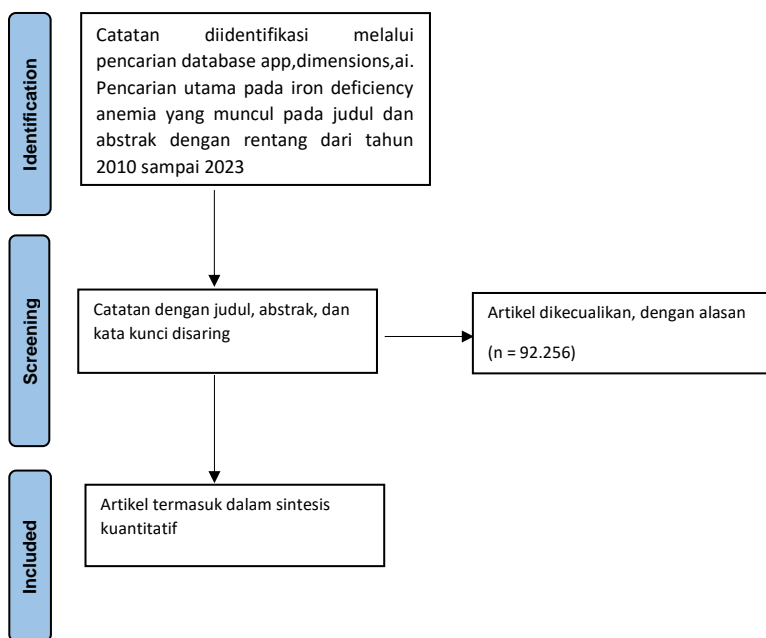 Identification
Catatan diidentifikasi melalui
pencarian database app,dimensions,ai.
Pencarian utama pada iron deficiency
anemia yang muncul pada judul dan
abstrak dengan rentang dari tahun
2010 sampai 2023
Screening
Catatan dengan judul, abstrak, dan
kata kunci disaring
Artikel dikecualikan, dengan alasan
(n = 92.256)
Included
Artikel termasuk dalam sintesis
kuantitatif